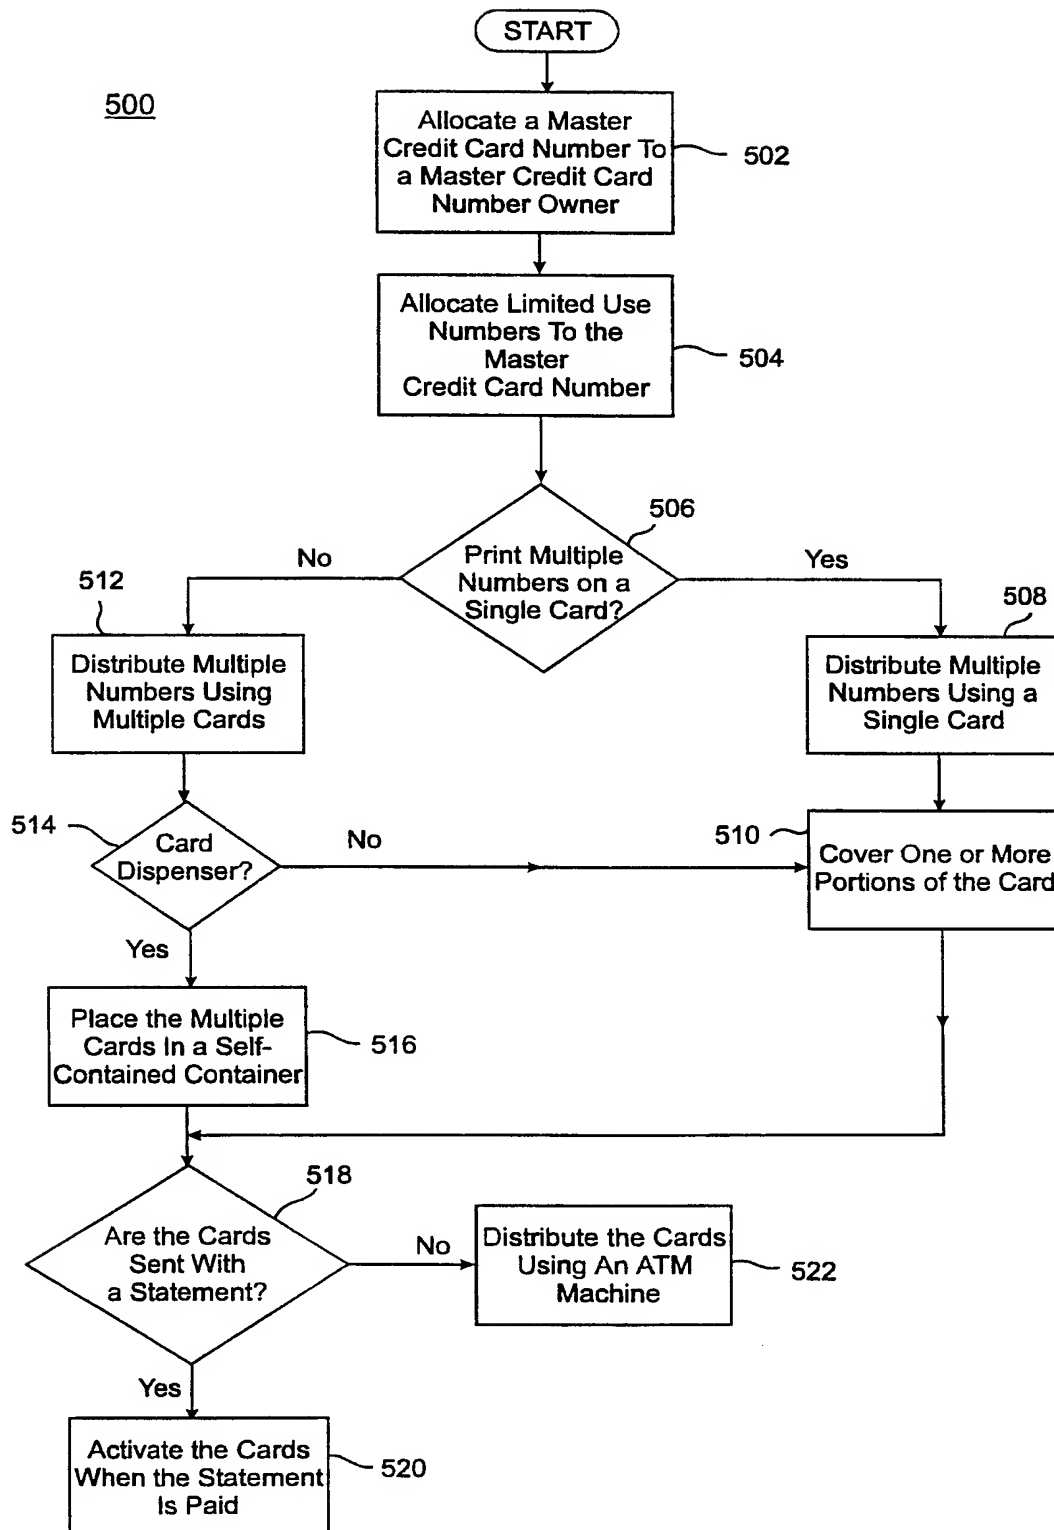 START
500
Allocate a Master
Credit Card Number To
a Master Credit Card
Number Owner
502
Allocate Limited Use
Numbers To the
Master
Credit Card Number
504
506
Print Multiple
Numbers on a
Single Card?
No
Yes
512
508
Distribute Multiple
Numbers Using
Multiple Cards
Distribute Multiple
Numbers Using a
Single Card
514
Card
Dispenser?
No
510
Cover One or More
Portions of the Card
Yes
Place the Multiple
Cards In a Self-
Contained Container
516
518
Are the Cards
Sent With
a Statement?
No
Distribute the Cards
Using An ATM
Machine
522
Yes
Activate the Cards
When the Statement
Is Paid
520